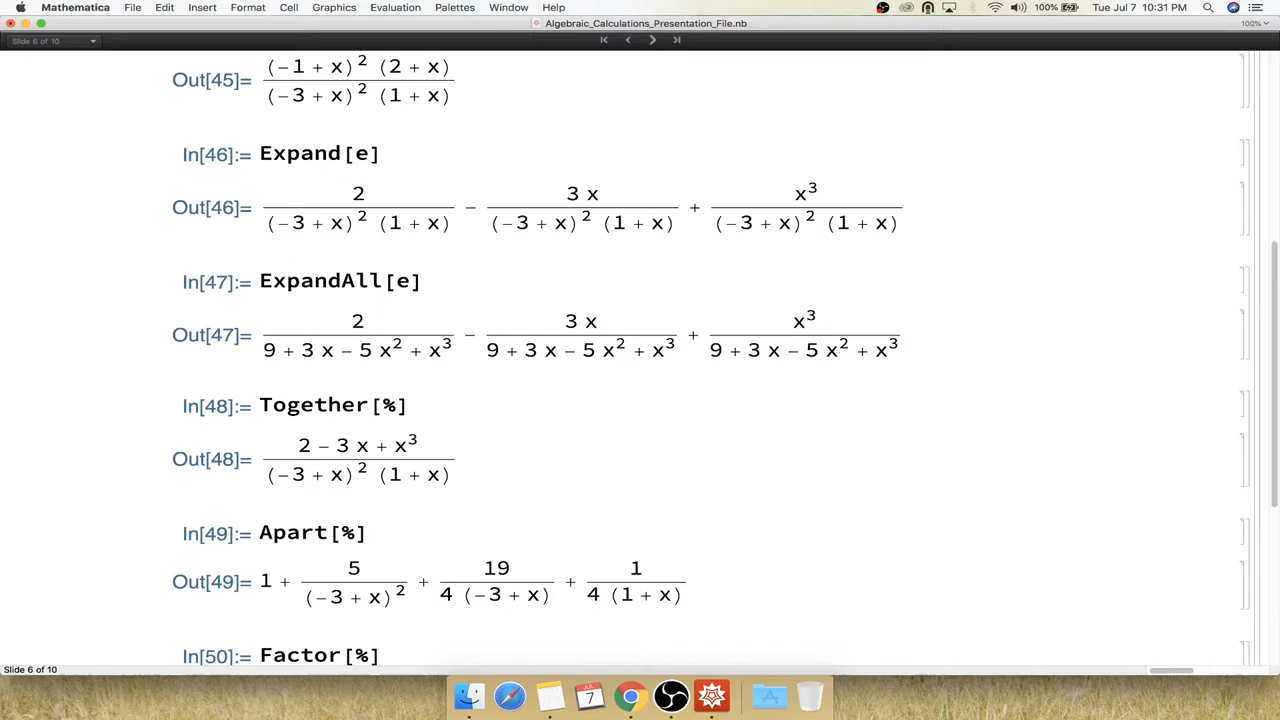 Mathematica File Edit Insert Format Cell Graphics Evaluation Palettes Window Help 100% Tue Jul 7 10:31 PM
Algebraic_Calculations_Presentation_File.nb 100%
Slide 6 of 10
Out[45]= (-1 + x)^2 (2 + x) / (-3 + x)^2 (1 + x)
In[46]:= Expand[e]
Out[46]= 2 / (-3 + x)^2 (1 + x) - 3 x / (-3 + x)^2 (1 + x) + x^3 / (-3 + x)^2 (1 + x)
In[47]:= ExpandAll[e]
Out[47]= 2 / 9 + 3 x - 5 x^2 + x^3 - 3 x / 9 + 3 x - 5 x^2 + x^3 + x^3 / 9 + 3 x - 5 x^2 + x^3
In[48]:= Together[%]
Out[48]= 2 - 3 x + x^3 / (-3 + x)^2 (1 + x)
In[49]:= Apart[%]
Out[49]= 1 + 5 / (-3 + x)^2 + 19 / 4 (-3 + x) + 1 / 4 (1 + x)
In[50]:= Factor[%]
Slide 6 of 10
JUL
7